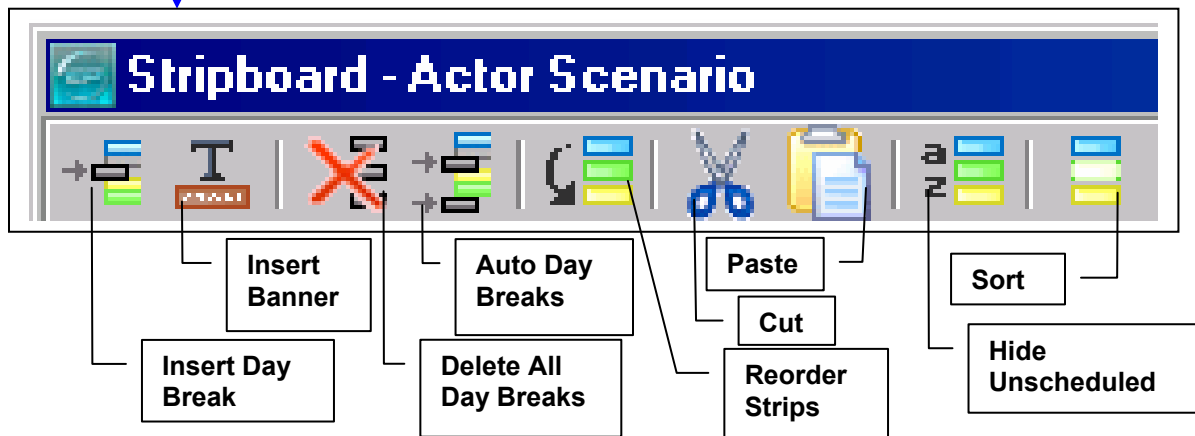 Stripboard - Actor Scenario
T
a
z
Insert
Banner
Auto Day
Breaks
Paste
Sort
Cut
Insert Day
Break
Delete All
Day Breaks
Reorder
Strips
Hide
Unscheduled